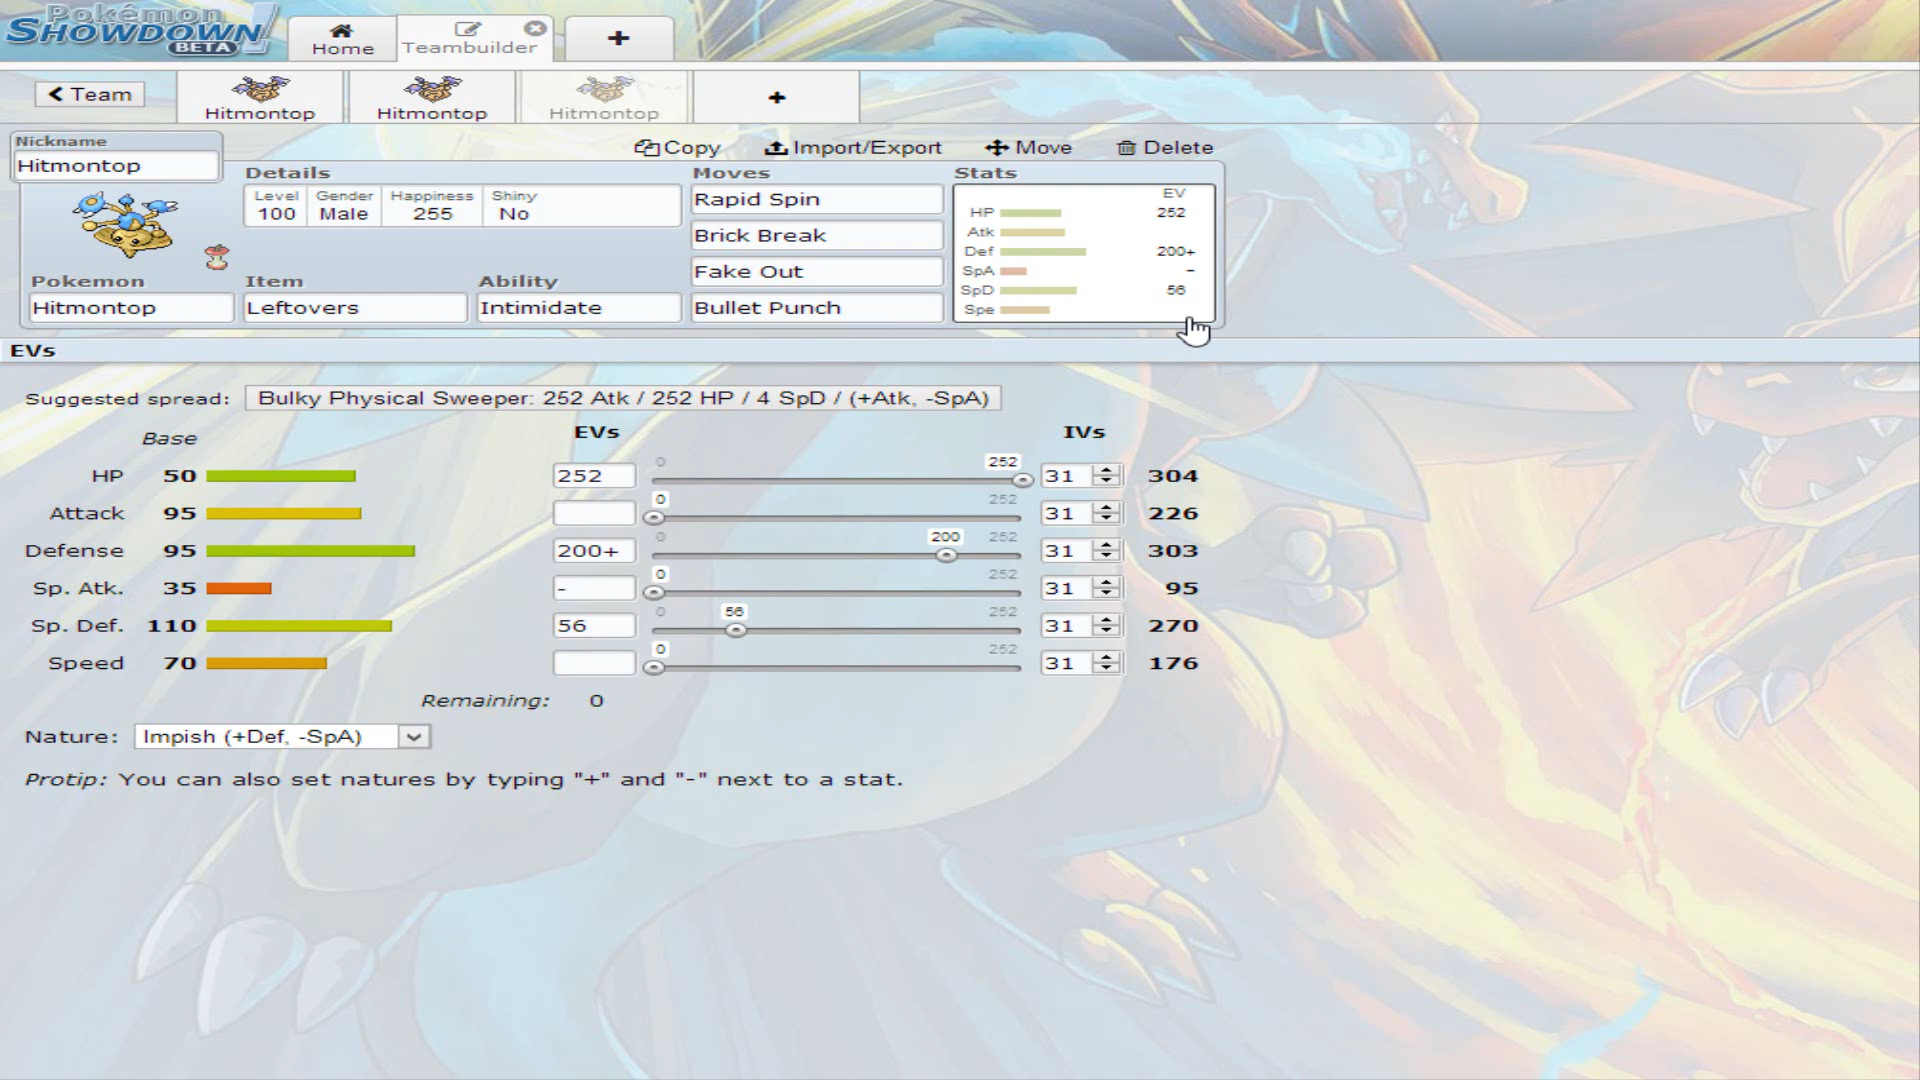 Pokémon
SHOWDOWN!
BETA
Home
Teambuilder
+
< Team
Hitmontop
Hitmontop
Hitmontop
+
Nickname
Hitmontop
Copy
Import/Export
Move
Delete
Details
Level
100
Gender
Male
Happiness
255
Shiny
No
Pokemon
Hitmontop
Item
Leftovers
Ability
Intimidate
Moves
Rapid Spin
Brick Break
Fake Out
Bullet Punch
Stats
EV
HP 252
Atk
Def 200+
SpA -
SpD 56
Spe
EVs
Suggested spread: Bulky Physical Sweeper: 252 Atk / 252 HP / 4 SpD / (+Atk, -SpA)
Base EVs IVs
HP 50 252 0 252 31 304
Attack 95 0 252 31 226
Defense 95 200+ 0 200 252 31 303
Sp. Atk. 35 - 0 252 31 95
Sp. Def. 110 56 0 56 252 31 270
Speed 70 0 252 31 176
Remaining: 0
Nature: Impish (+Def, -SpA)
Protip: You can also set natures by typing "+" and "-" next to a stat.